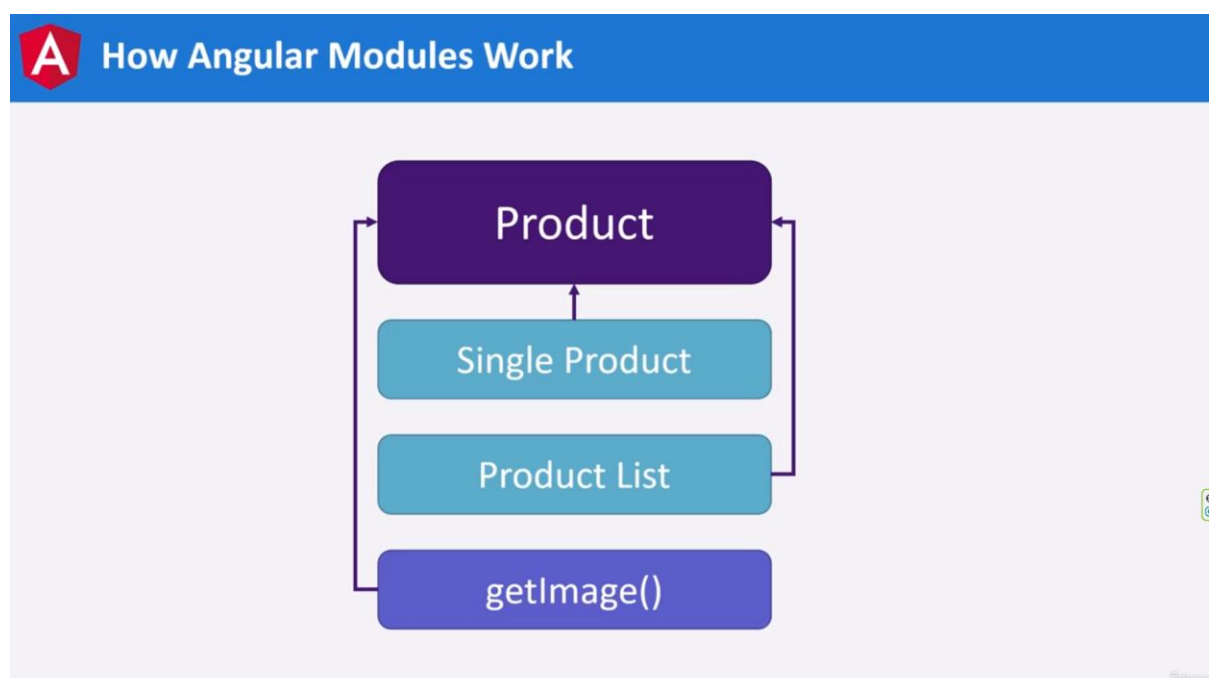 How Angular Modules Work
Product
Single Product
Product List
getImage()